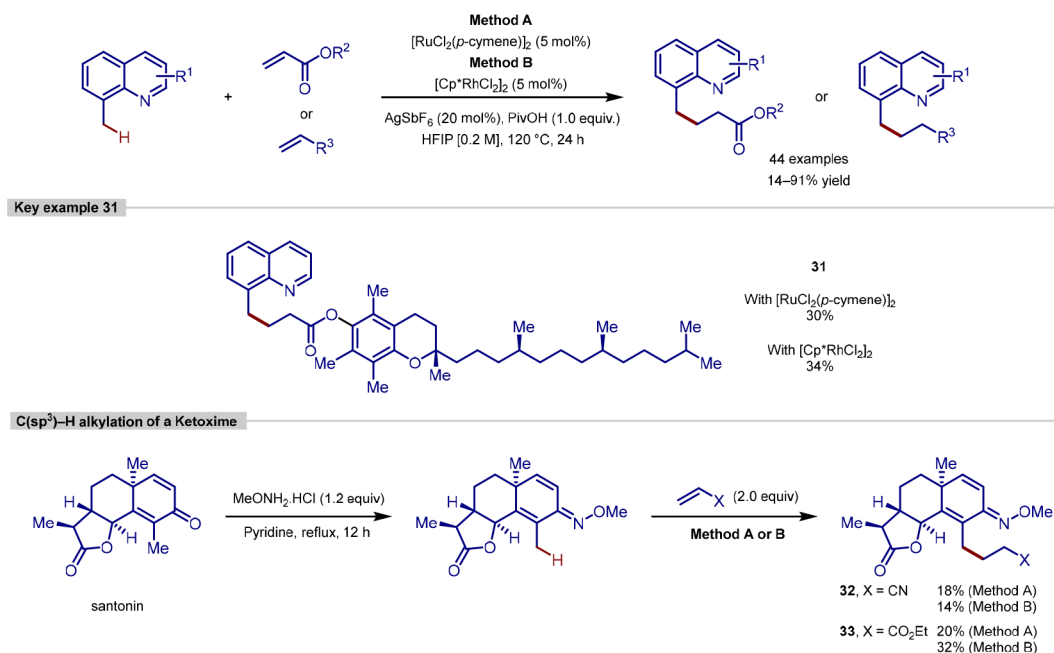 Method A
[RuCl2(p-cymene)]2 (5 mol%)
Method B
[Cp*RhCl2]2 (5 mol%)
AgSbF6 (20 mol%), PivOH (1.0 equiv.)
HFIP [0.2 M], 120 °C, 24 h
R1
N
H
+
OR2
O
or
R3
R1
N
OR2
O
or
R1
N
R3
44 examples
14–91% yield
Key example 31
N
O
O
Me
Me
Me
O
Me
Me
Me
Me
Me
31
With [RuCl2(p-cymene)]2
30%
With [Cp*RhCl2]2
34%
C(sp3)–H alkylation of a Ketoxime
Me
H
Me
H
O
O
Me
O
santonin
MeONH2.HCl (1.2 equiv)
Pyridine, reflux, 12 h
Me
H
Me
H
O
O
N
OMe
H
X (2.0 equiv)
Method A or B
Me
H
Me
H
O
O
N
OMe
X
32, X = CN 18% (Method A)
14% (Method B)
33, X = CO2Et 20% (Method A)
32% (Method B)